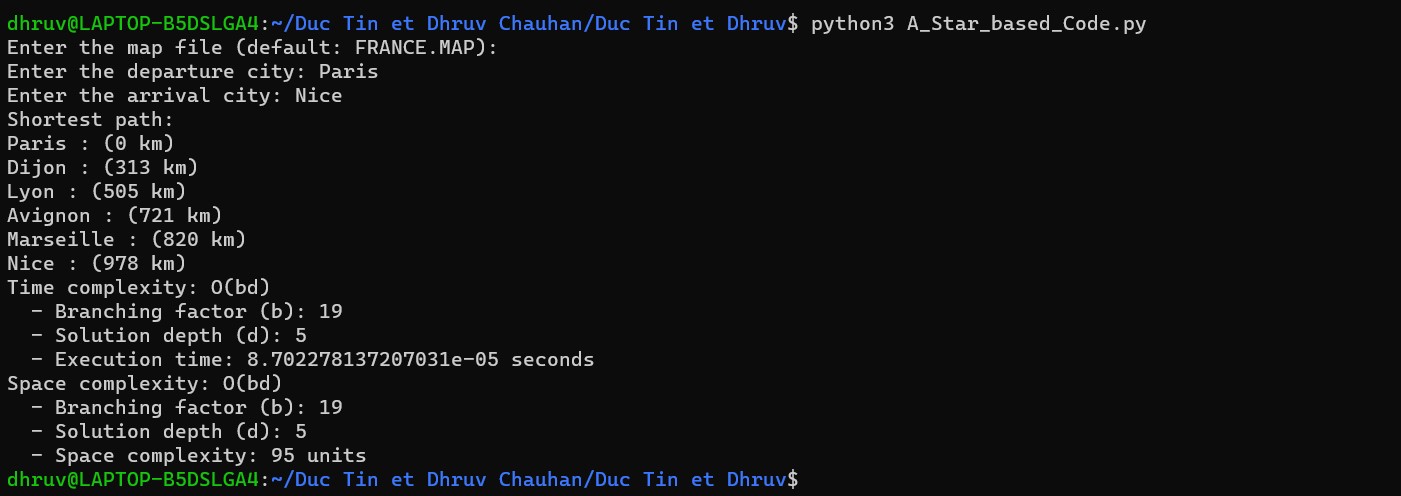 dhruv@LAPTOP-B5DSLGA4:~/Duc Tin et Dhruv Chauhan/Duc Tin et Dhruv$ python3 A_Star_based_Code.py
Enter the map file (default: FRANCE.MAP):
Enter the departure city: Paris
Enter the arrival city: Nice
Shortest path:
Paris : (0 km)
Dijon : (313 km)
Lyon : (505 km)
Avignon : (721 km)
Marseille : (820 km)
Nice : (978 km)
Time complexity: O(bd)
  - Branching factor (b): 19
  - Solution depth (d): 5
  - Execution time: 8.702278137207031e-05 seconds
Space complexity: O(bd)
  - Branching factor (b): 19
  - Solution depth (d): 5
  - Space complexity: 95 units
dhruv@LAPTOP-B5DSLGA4:~/Duc Tin et Dhruv Chauhan/Duc Tin et Dhruv$